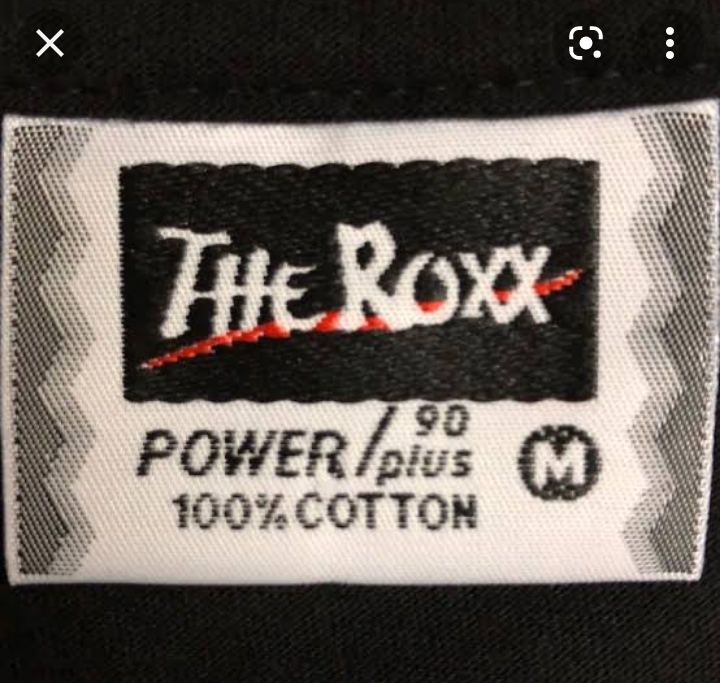 THE ROXX
POWER/90 plus
M
100% COTTON